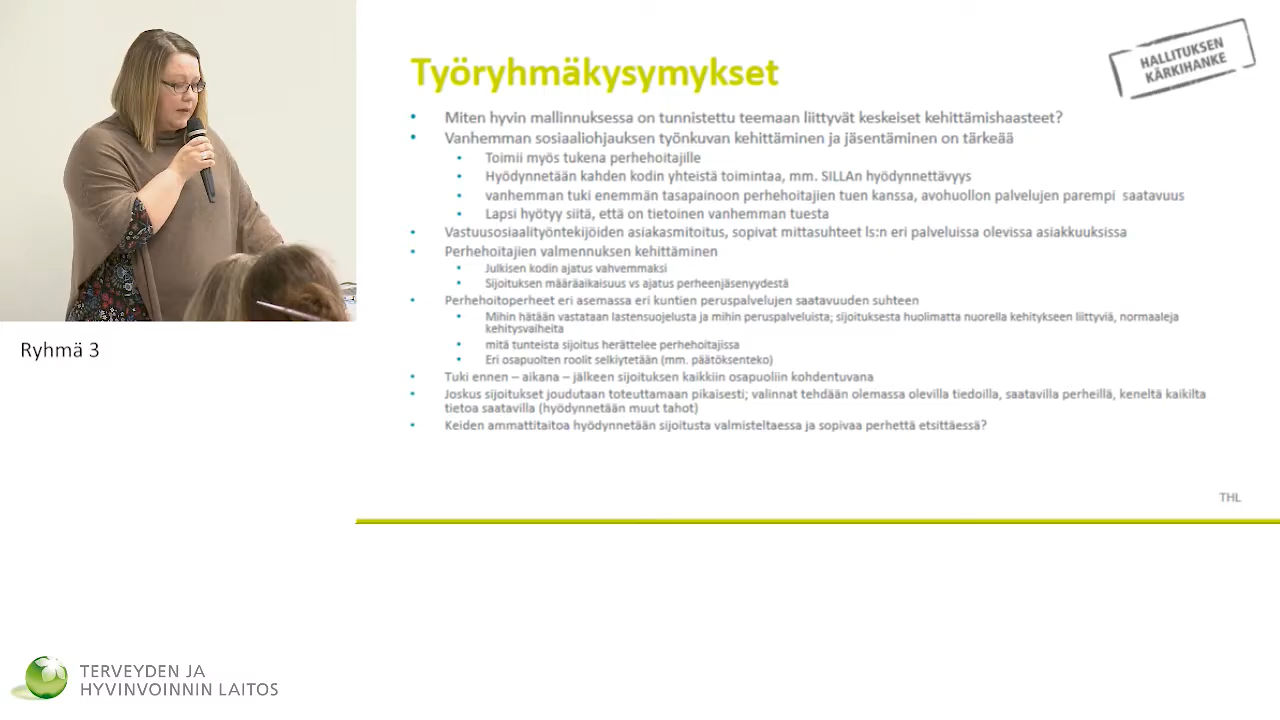 HALLITUKSEN
KÄRKIHANKE
Työryhmäkysymykset
• Miten hyvin mallinnuksessa on tunnistettu teemaan liittyvät keskeiset kehittämishaasteet?
• Vanhemman sosiaaliohjauksen työnkuvan kehittäminen ja jäsentäminen on tärkeää
• Toimii myös tukena perhehoitajille
• Hyödynnetään kahden kodin yhteistä toimintaa, mm. SILLAn hyödynnettävyys
• vanhemman tuki enemmän tasapainoon perhehoitajien tuen kanssa, avohuollon palvelujen parempi saatavuus
• Lapsi hyötyy siitä, että on tietoinen vanhemman tuesta
• Vastuusosiaalityöntekijöiden asiakasmitoitus, sopivat mittasuhteet ls:n eri palveluissa olevissa asiakkuuksissa
• Perhehoitajien valmennuksen kehittäminen
• Julkisen kodin ajatus vahvemmaksi
• Sijoituksen määräaikaisuus vs ajatus perheenjäsenyydestä
• Perhehoitoperheet eri asemassa eri kuntien peruspalvelujen saatavuuden suhteen
• Mihin hätään vastataan lastensuojelusta ja mihin peruspalveluista; sijoituksesta huolimatta nuorella kehitykseen liittyviä, normaaleja
kehitysvaiheita
• mitä tunteista sijoitus herättelee perhehoitajissa
• Eri osapuolten roolit selkiytetään (mm. päätöksenteko)
• Tuki ennen – aikana – jälkeen sijoituksen kaikkiin osapuoliin kohdentuvana
• Joskus sijoitukset joudutaan toteuttamaan pikaisesti; valinnat tehdään olemassa olevilla tiedoilla, saatavilla perheillä, keneltä kaikilta
tietoa saatavilla (hyödynnetään muut tahot)
• Keiden ammattitaitoa hyödynnetään sijoitusta valmisteltaessa ja sopivaa perhettä etsittäessä?
THL
Ryhmä 3
TERVEYDEN JA
HYVINVOINNIN LAITOS